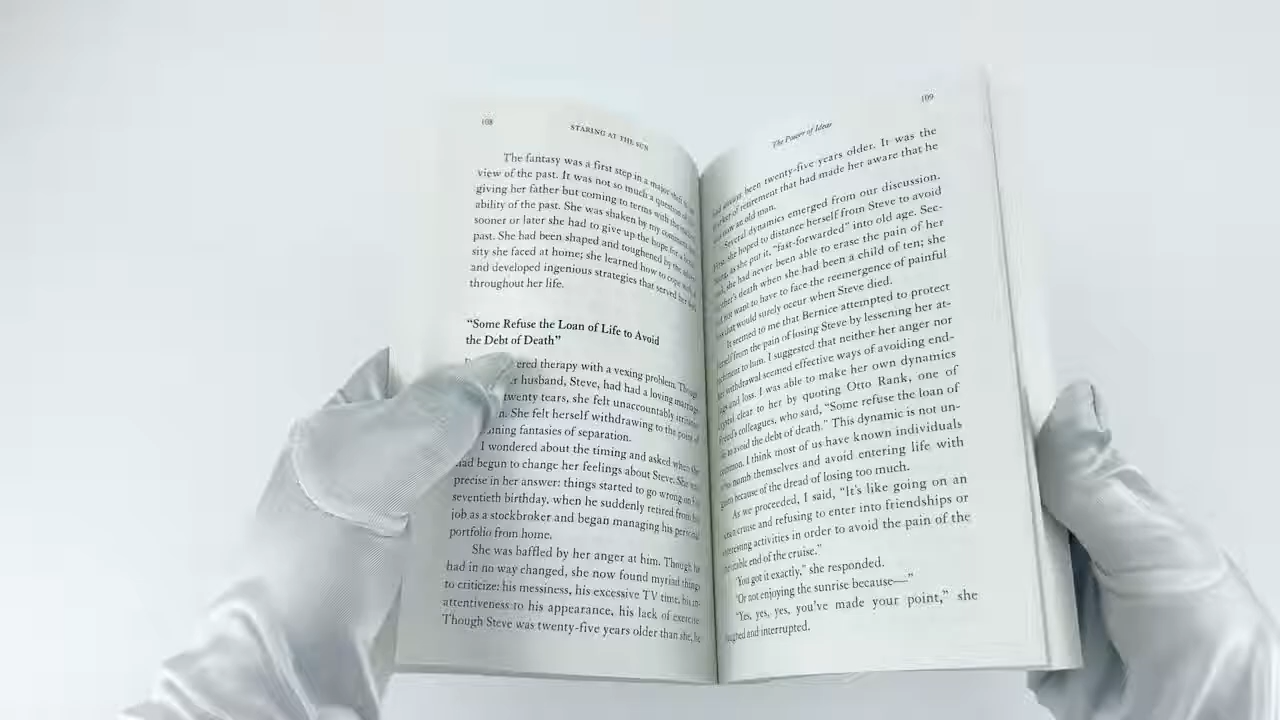 108
STARING AT THE SUN
The fantasy was a first step in a major
view of the past. It was not so much a question of
giving her father but coming to terms with the
ability of the past. She was shaken by my
sooner or later she had to give up the hope for a
past. She had been shaped and toughened by the
sity she faced at home; she learned how to cope
and developed ingenious strategies that served her
throughout her life.
“Some Refuse the Loan of Life to Avoid
the Debt of Death”
therapy with a vexing problem. Though
husband, Steve, had had a loving
twenty tears, she felt unaccountably
She felt herself withdrawing to the point
fantasies of separation.
I wondered about the timing and asked when
had begun to change her feelings about Steve. She
precise in her answer: things started to go wrong on
seventieth birthday, when he suddenly retired from
job as a stockbroker and began managing his personal
portfolio from home.
She was baffled by her anger at him. Though he
had in no way changed, she now found myriad things
to criticize: his messiness, his excessive TV time, his in-
attentiveness to his appearance, his lack of exercise.
Though Steve was twenty-five years older than she, he
109
The Power of Ideas
been twenty-five years older. It was the
of retirement that had made her aware that he
now an old man.
Several dynamics emerged from our discussion.
First, she hoped to distance herself from Steve to avoid
as she put it, “fast-forwarded” into old age. Sec-
she had never been able to erase the pain of her
death when she had been a child of ten; she
not want to have to face the reemergence of painful
that would surely occur when Steve died.
It seemed to me that Bernice attempted to protect
herself from the pain of losing Steve by lessening her at-
to him. I suggested that neither her anger nor
withdrawal seemed effective ways of avoiding end-
and loss. I was able to make her own dynamics
clear to her by quoting Otto Rank, one of
Freud’s colleagues, who said, “Some refuse the loan of
to avoid the debt of death.” This dynamic is not un-
common. I think most of us have known individuals
who numb themselves and avoid entering life with
because of the dread of losing too much.
As we proceeded, I said, “It’s like going on an
cruise and refusing to enter into friendships or
activities in order to avoid the pain of the
end of the cruise.”
“You got it exactly,” she responded.
“Or not enjoying the sunrise because—”
“Yes, yes, yes, you’ve made your point,” she
laughed and interrupted.